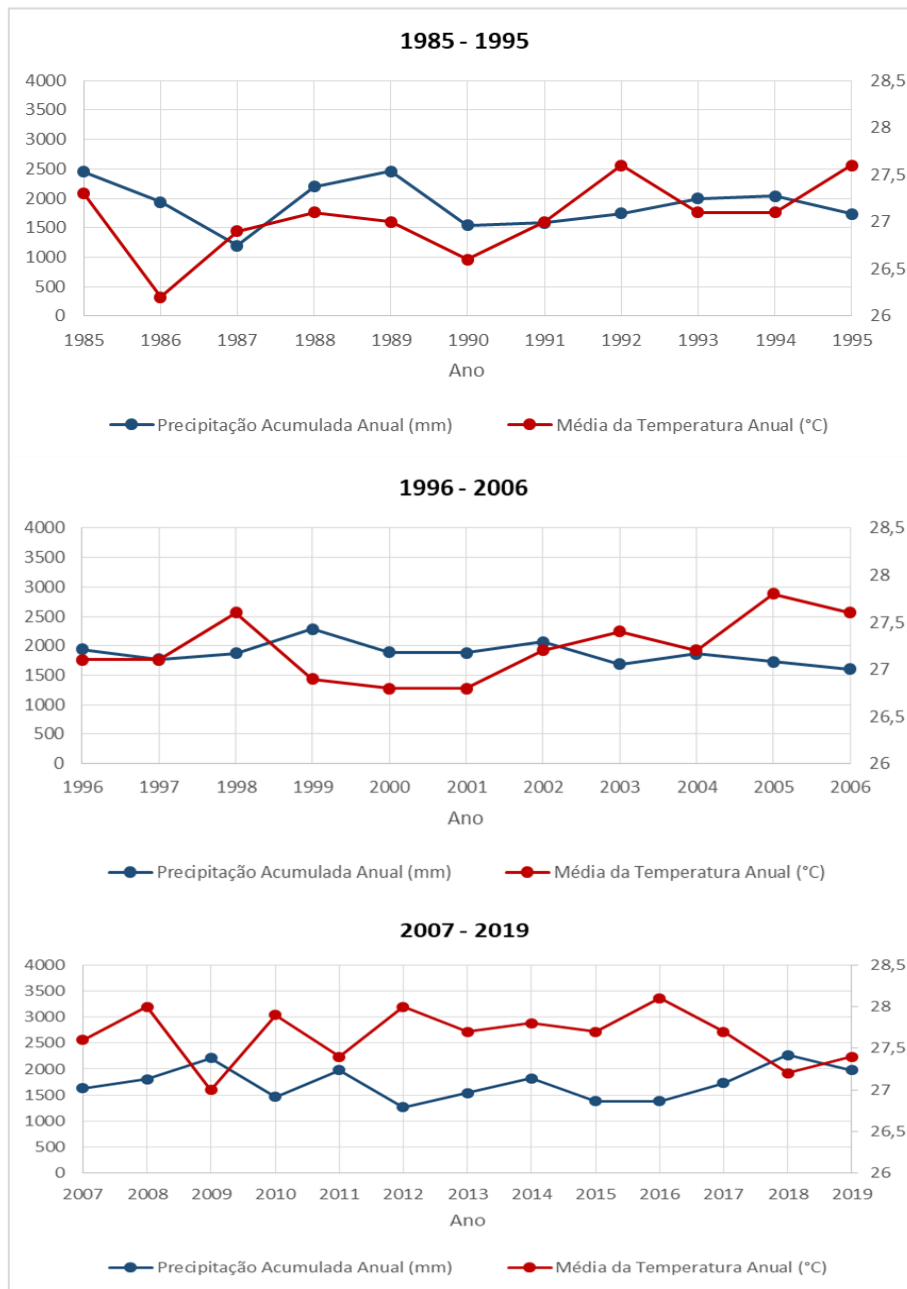 1985 - 1995
4000 28,5
3500 28
3000
2500 27,5
2000
1500 27
1000 26,5
500
0 26
1985 1986 1987 1988 1989 1990 1991 1992 1993 1994 1995
Ano
Precipitação Acumulada Anual (mm) Média da Temperatura Anual (°C)
1996 - 2006
4000 28,5
3500 28
3000
2500 27,5
2000
1500 27
1000 26,5
500
0 26
1996 1997 1998 1999 2000 2001 2002 2003 2004 2005 2006
Ano
Precipitação Acumulada Anual (mm) Média da Temperatura Anual (°C)
2007 - 2019
4000 28,5
3500 28
3000
2500 27,5
2000
1500 27
1000 26,5
500
0 26
2007 2008 2009 2010 2011 2012 2013 2014 2015 2016 2017 2018 2019
Ano
Precipitação Acumulada Anual (mm) Média da Temperatura Anual (°C)